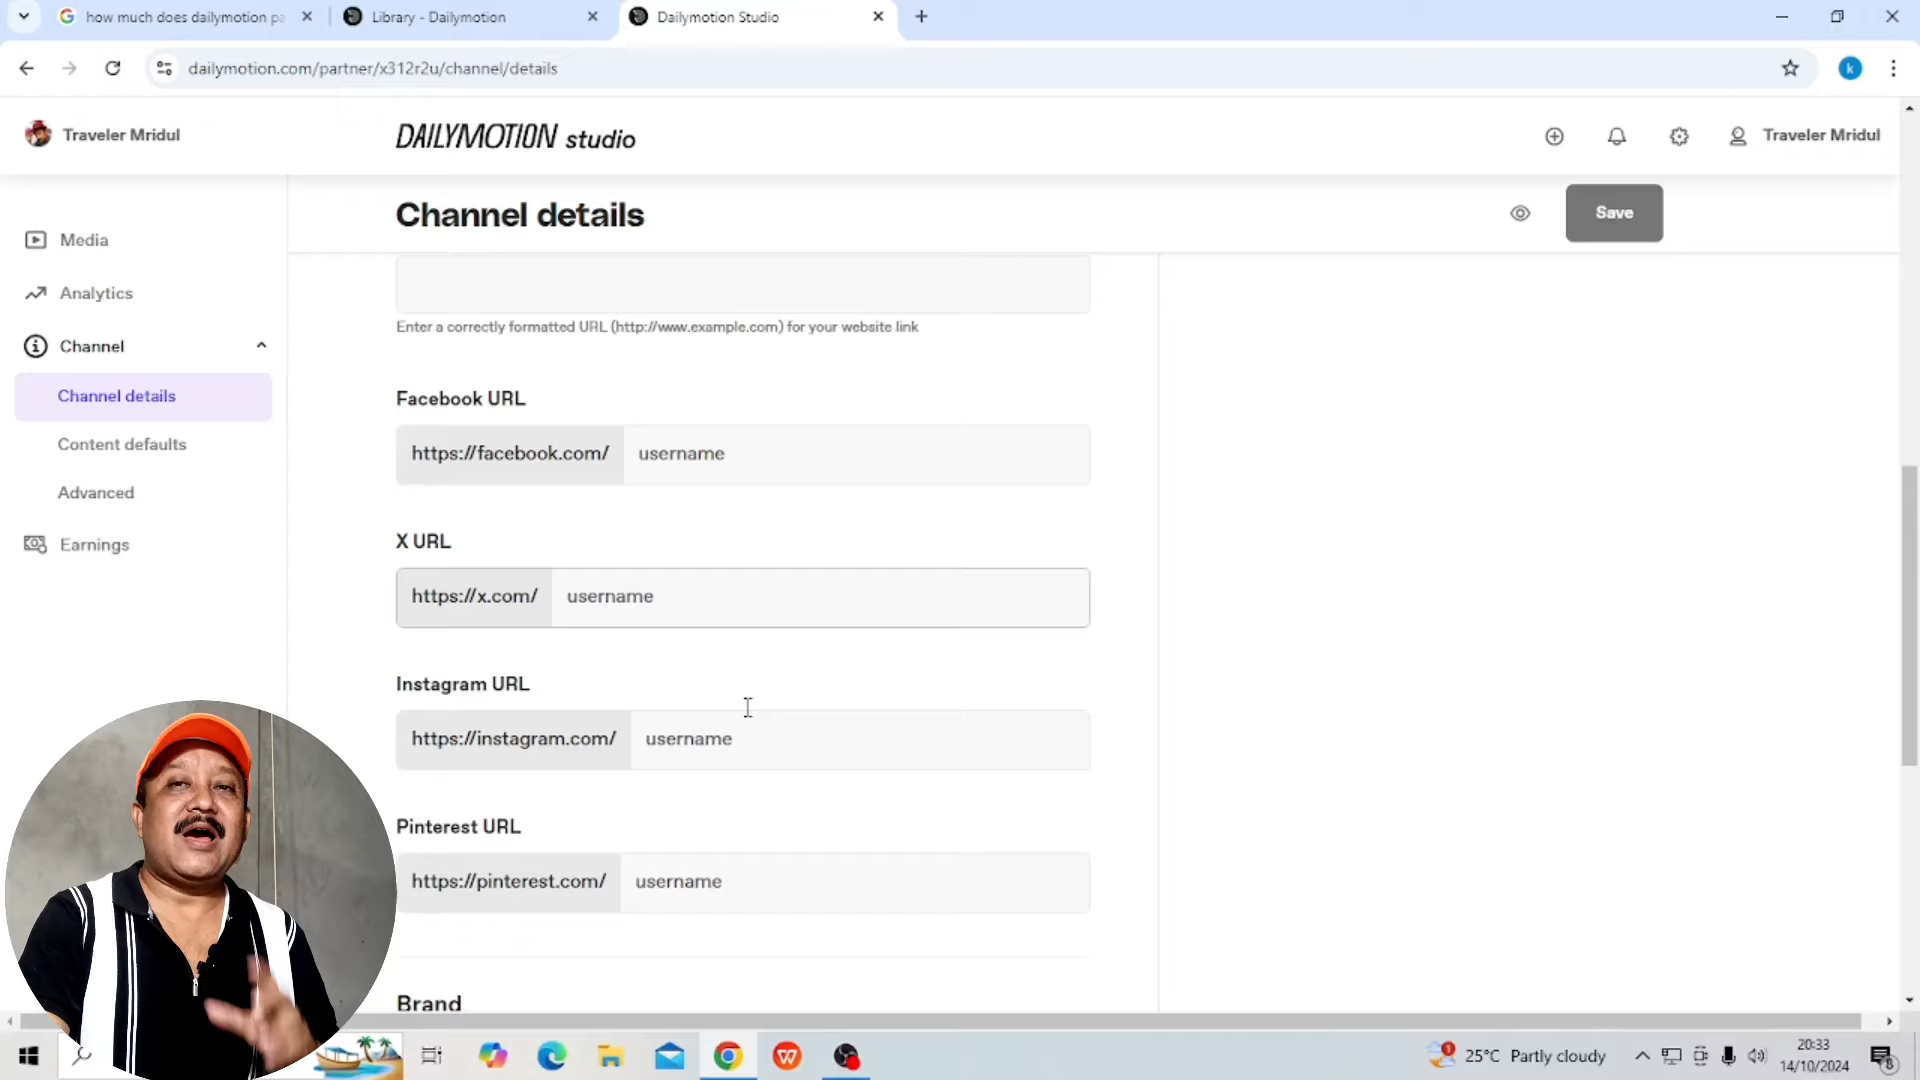 how much does dailymotion pa
Library - Dailymotion
Dailymotion Studio
dailymotion.com/partner/x312r2u/channel/details
k
Traveler Mridul
DAILYMOTION studio
Traveler Mridul
Channel details
Save
Media
Analytics
Channel
Channel details
Content defaults
Advanced
Earnings
Enter a correctly formatted URL (http://www.example.com) for your website link
Facebook URL
https://facebook.com/ username
X URL
https://x.com/ username
Instagram URL
https://instagram.com/ username
Pinterest URL
https://pinterest.com/ username
Brand
1
25°C Partly cloudy
20:33
14/10/2024
8